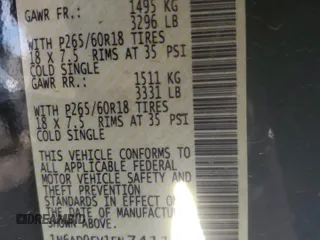 GAWR FR.: 1495 KG
3296 LB
WITH P265/60R18 TIRES
18 X 7.5 RIMS AT 35 PSI
COLD SINGLE
GAWR RR.: 1511 KG
3331 LB
WITH P265/60R18 TIRES
18 X 7.5 RIMS AT 35 PSI
COLD SINGLE
THIS VEHICLE CONFORMS TO
ALL APPLICABLE FEDERAL
MOTOR VEHICLE SAFETY AND
THEFT PREVENTION
STANDARDS IN EFFECT ON
THE DATE OF MANUFACTURE
SHOWN ABOVE.